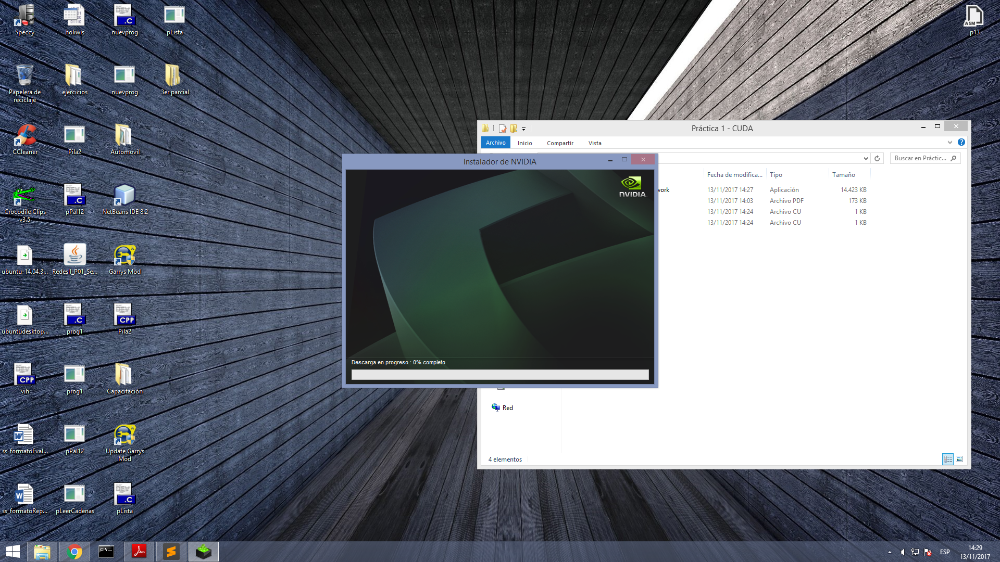 Speccy
holiwis
nuevprog
pLista
p13
Papelera de
reciclaje
ejercicios
nuevprog
3er parcial
CCleaner
Pila2
Automovil
Crocodile Clips
v3.5
pPal12
NetBeans IDE 8.2
ubuntu-14.04.3...
RedesII_P01_Se...
Garrys Mod
ubuntudesktop...
prog1
Pila2
vih
prog1
Capacitación
ss_formatoEval...
pPal12
Update Garrys
Mod
ss_formatoRep...
pLeerCadenas
pLista
Práctica 1 - CUDA
Archivo
Inicio
Compartir
Vista
Buscar en Práctic...
Fecha de modifica...
Tipo
Tamaño
work
13/11/2017 14:27
Aplicación
14.423 KB
13/11/2017 14:03
Archivo PDF
173 KB
13/11/2017 14:24
Archivo CU
1 KB
13/11/2017 14:24
Archivo CU
1 KB
Red
4 elementos
Instalador de NVIDIA
NVIDIA.
Descarga en progreso : 0% completo
ESP
14:29
13/11/2017